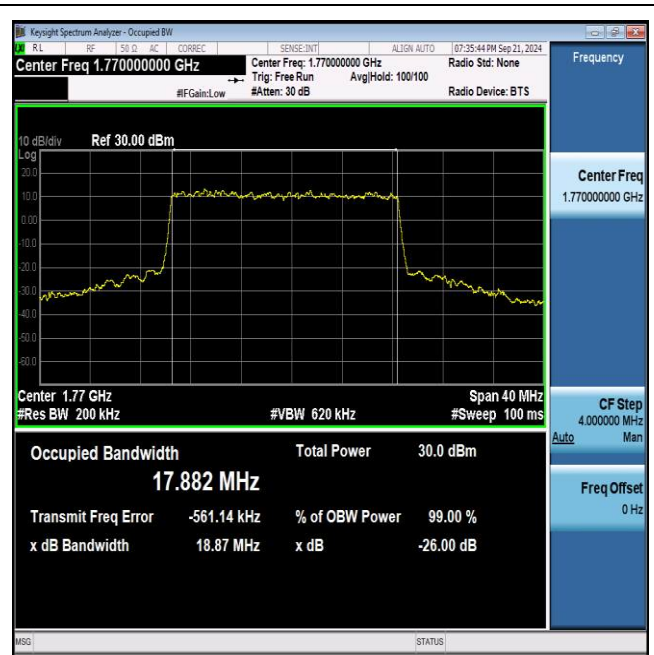 Keysight Spectrum Analyzer - Occupied BW
RL RF 50 Ω AC CORREC SENSE:INT ALIGN AUTO 07:35:44 PM Sep 21, 2024
Center Freq 1.770000000 GHz
Center Freq: 1.770000000 GHz
Radio Std: None
Trig: Free Run Avg|Hold: 100/100
#IFGain:Low #Atten: 30 dB Radio Device: BTS
10 dB/div Ref 30.00 dBm
Log
20.0
10.0
0.00
-10.0
-20.0
-30.0
-40.0
-50.0
-60.0
Center 1.77 GHz Span 40 MHz
#Res BW 200 kHz #VBW 620 kHz #Sweep 100 ms
Occupied Bandwidth Total Power 30.0 dBm
17.882 MHz
Transmit Freq Error -561.14 kHz % of OBW Power 99.00 %
x dB Bandwidth 18.87 MHz x dB -26.00 dB
MSG STATUS
Frequency
Center Freq
1.770000000 GHz
CF Step
4.000000 MHz
Auto Man
Freq Offset
0 Hz